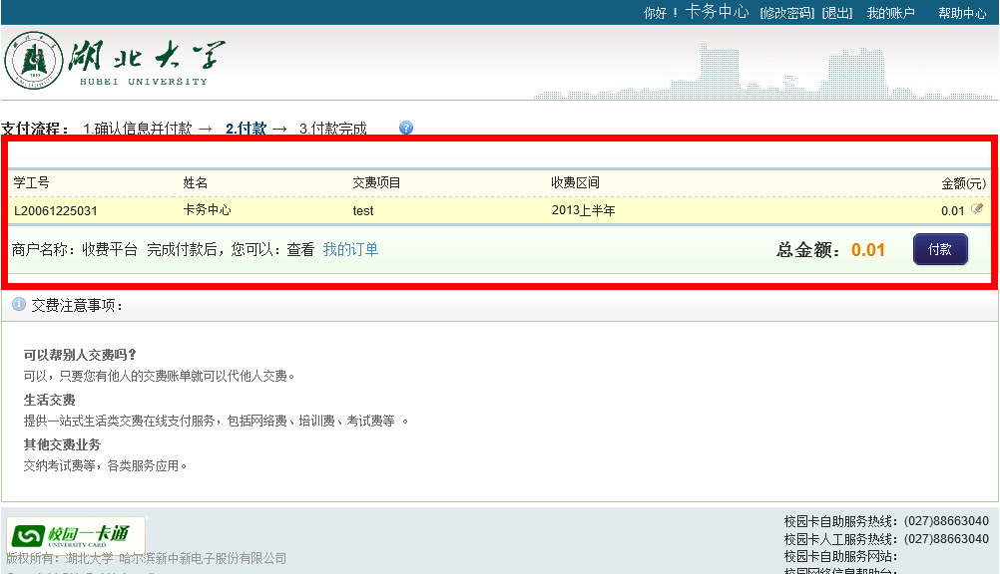 你好 ! 卡务中心 [修改密码] [退出] 我的账户 帮助中心
湖北大学
HUBEI UNIVERSITY
支付流程： 1.确认信息并付款 → 2.付款 → 3.付款完成 ?
学工号 姓名 交费项目 收费区间 金额(元)
L20061225031 卡务中心 test 2013上半年 0.01
商户名称：收费平台 完成付款后，您可以：查看 我的订单 总金额：0.01 付款
交费注意事项：
可以帮别人交费吗？
可以，只要您有他人的交费账单就可以代他人交费。
生活交费
提供一站式生活类交费在线支付服务，包括网络费、培训费、考试费等 。
其他交费业务
交纳考试费等，各类服务应用。
校园一卡通
UNIVERSITY CARD
版权所有：湖北大学 哈尔滨新中新电子股份有限公司
校园卡自助服务热线：(027)88663040
校园卡人工服务热线：(027)88663040
校园卡自助服务网站：
校园网络信息帮助台：